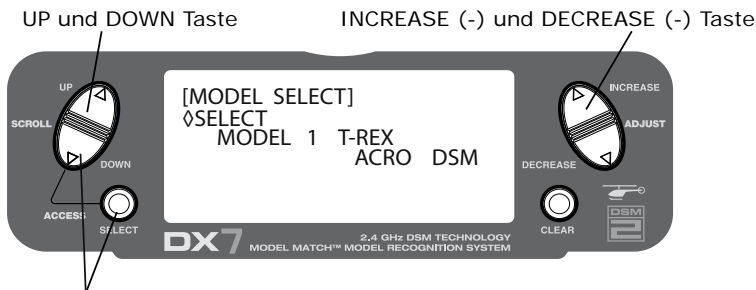 UP und DOWN Taste
INCREASE (-) und DECREASE (-) Taste
UP
SCROLL
DOWN
ACCESS
SELECT
[MODEL SELECT]
◊SELECT
MODEL 1 T-REX
ACRO DSM
INCREASE
ADJUST
DECREASE
CLEAR
DSM
2
DX7
2.4 GHz DSM TECHNOLOGY
MODEL MATCH™ MODEL RECOGNITION SYSTEM